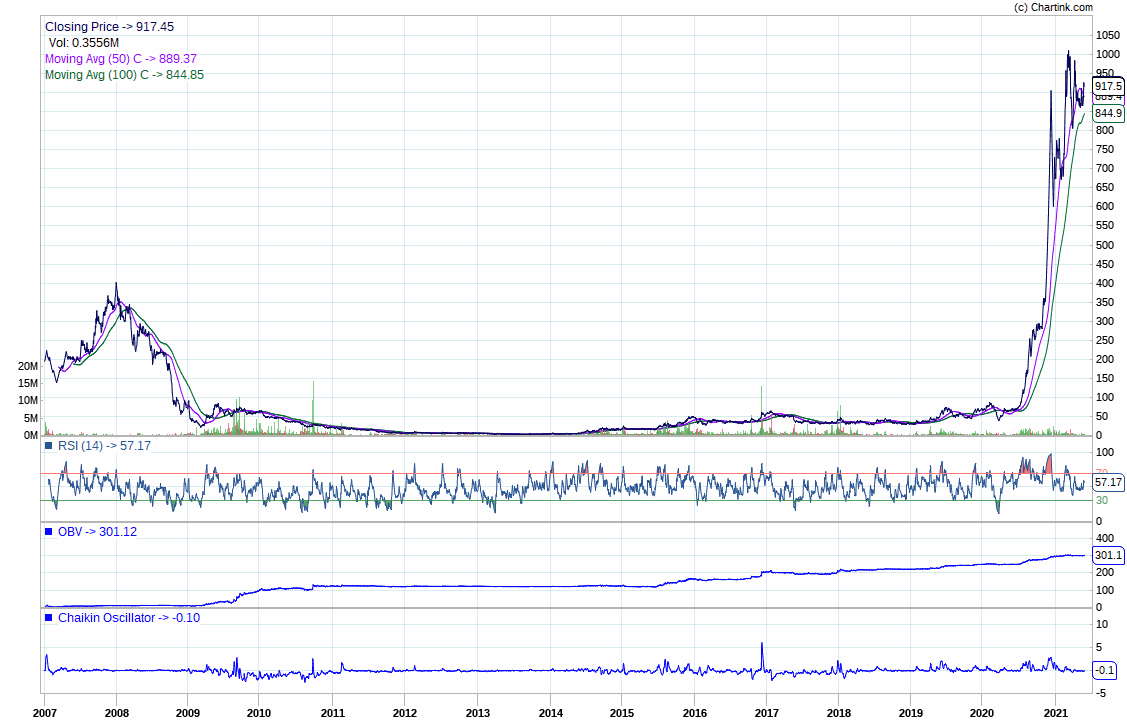 (c) Chartink.com
Closing Price -> 917.45
Vol: 0.3556M
Moving Avg (50) C -> 889.37
Moving Avg (100) C -> 844.85
1050
1000
950
917.5
889.4
844.9
800
750
700
650
600
550
500
450
400
350
300
250
200
150
100
50
0
20M
15M
10M
5M
0M
RSI (14) -> 57.17
100
70
57.17
30
0
OBV -> 301.12
400
301.1
200
100
0
Chaikin Oscillator -> -0.10
10
5
-0.1
-5
2007 2008 2009 2010 2011 2012 2013 2014 2015 2016 2017 2018 2019 2020 2021